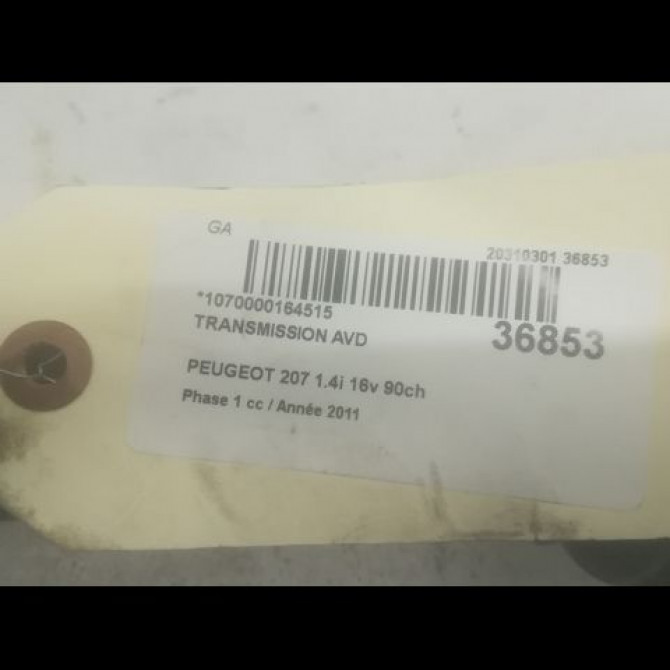 GA
20310301 36853
*1070000164515
36853
TRANSMISSION AVD
PEUGEOT 207 1.4i 16v 90ch
Phase 1 cc / Année 2011